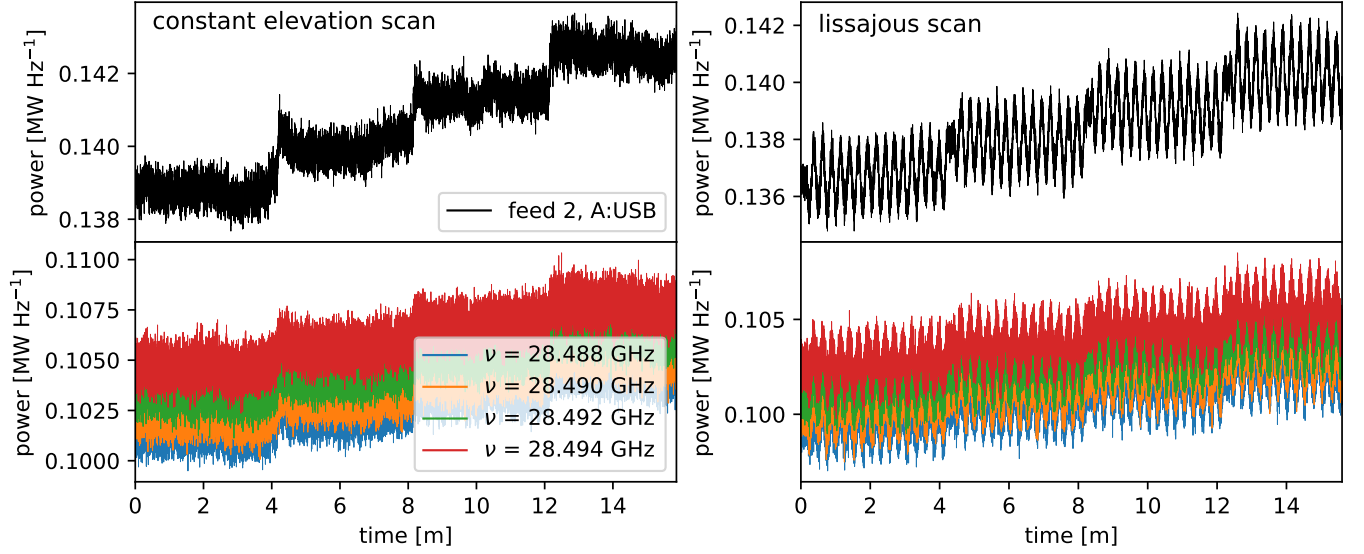 constant elevation scan
power [MW Hz⁻¹]
0.142
0.140
0.138
feed 2, A:USB
lissajous scan
power [MW Hz⁻¹]
0.142
0.140
0.138
0.136
power [MW Hz⁻¹]
0.1100
0.1075
0.1050
0.1025
0.1000
ν = 28.488 GHz
ν = 28.490 GHz
ν = 28.492 GHz
ν = 28.494 GHz
0 2 4 6 8 10 12 14
time [m]
power [MW Hz⁻¹]
0.105
0.100
0 2 4 6 8 10 12 14
time [m]